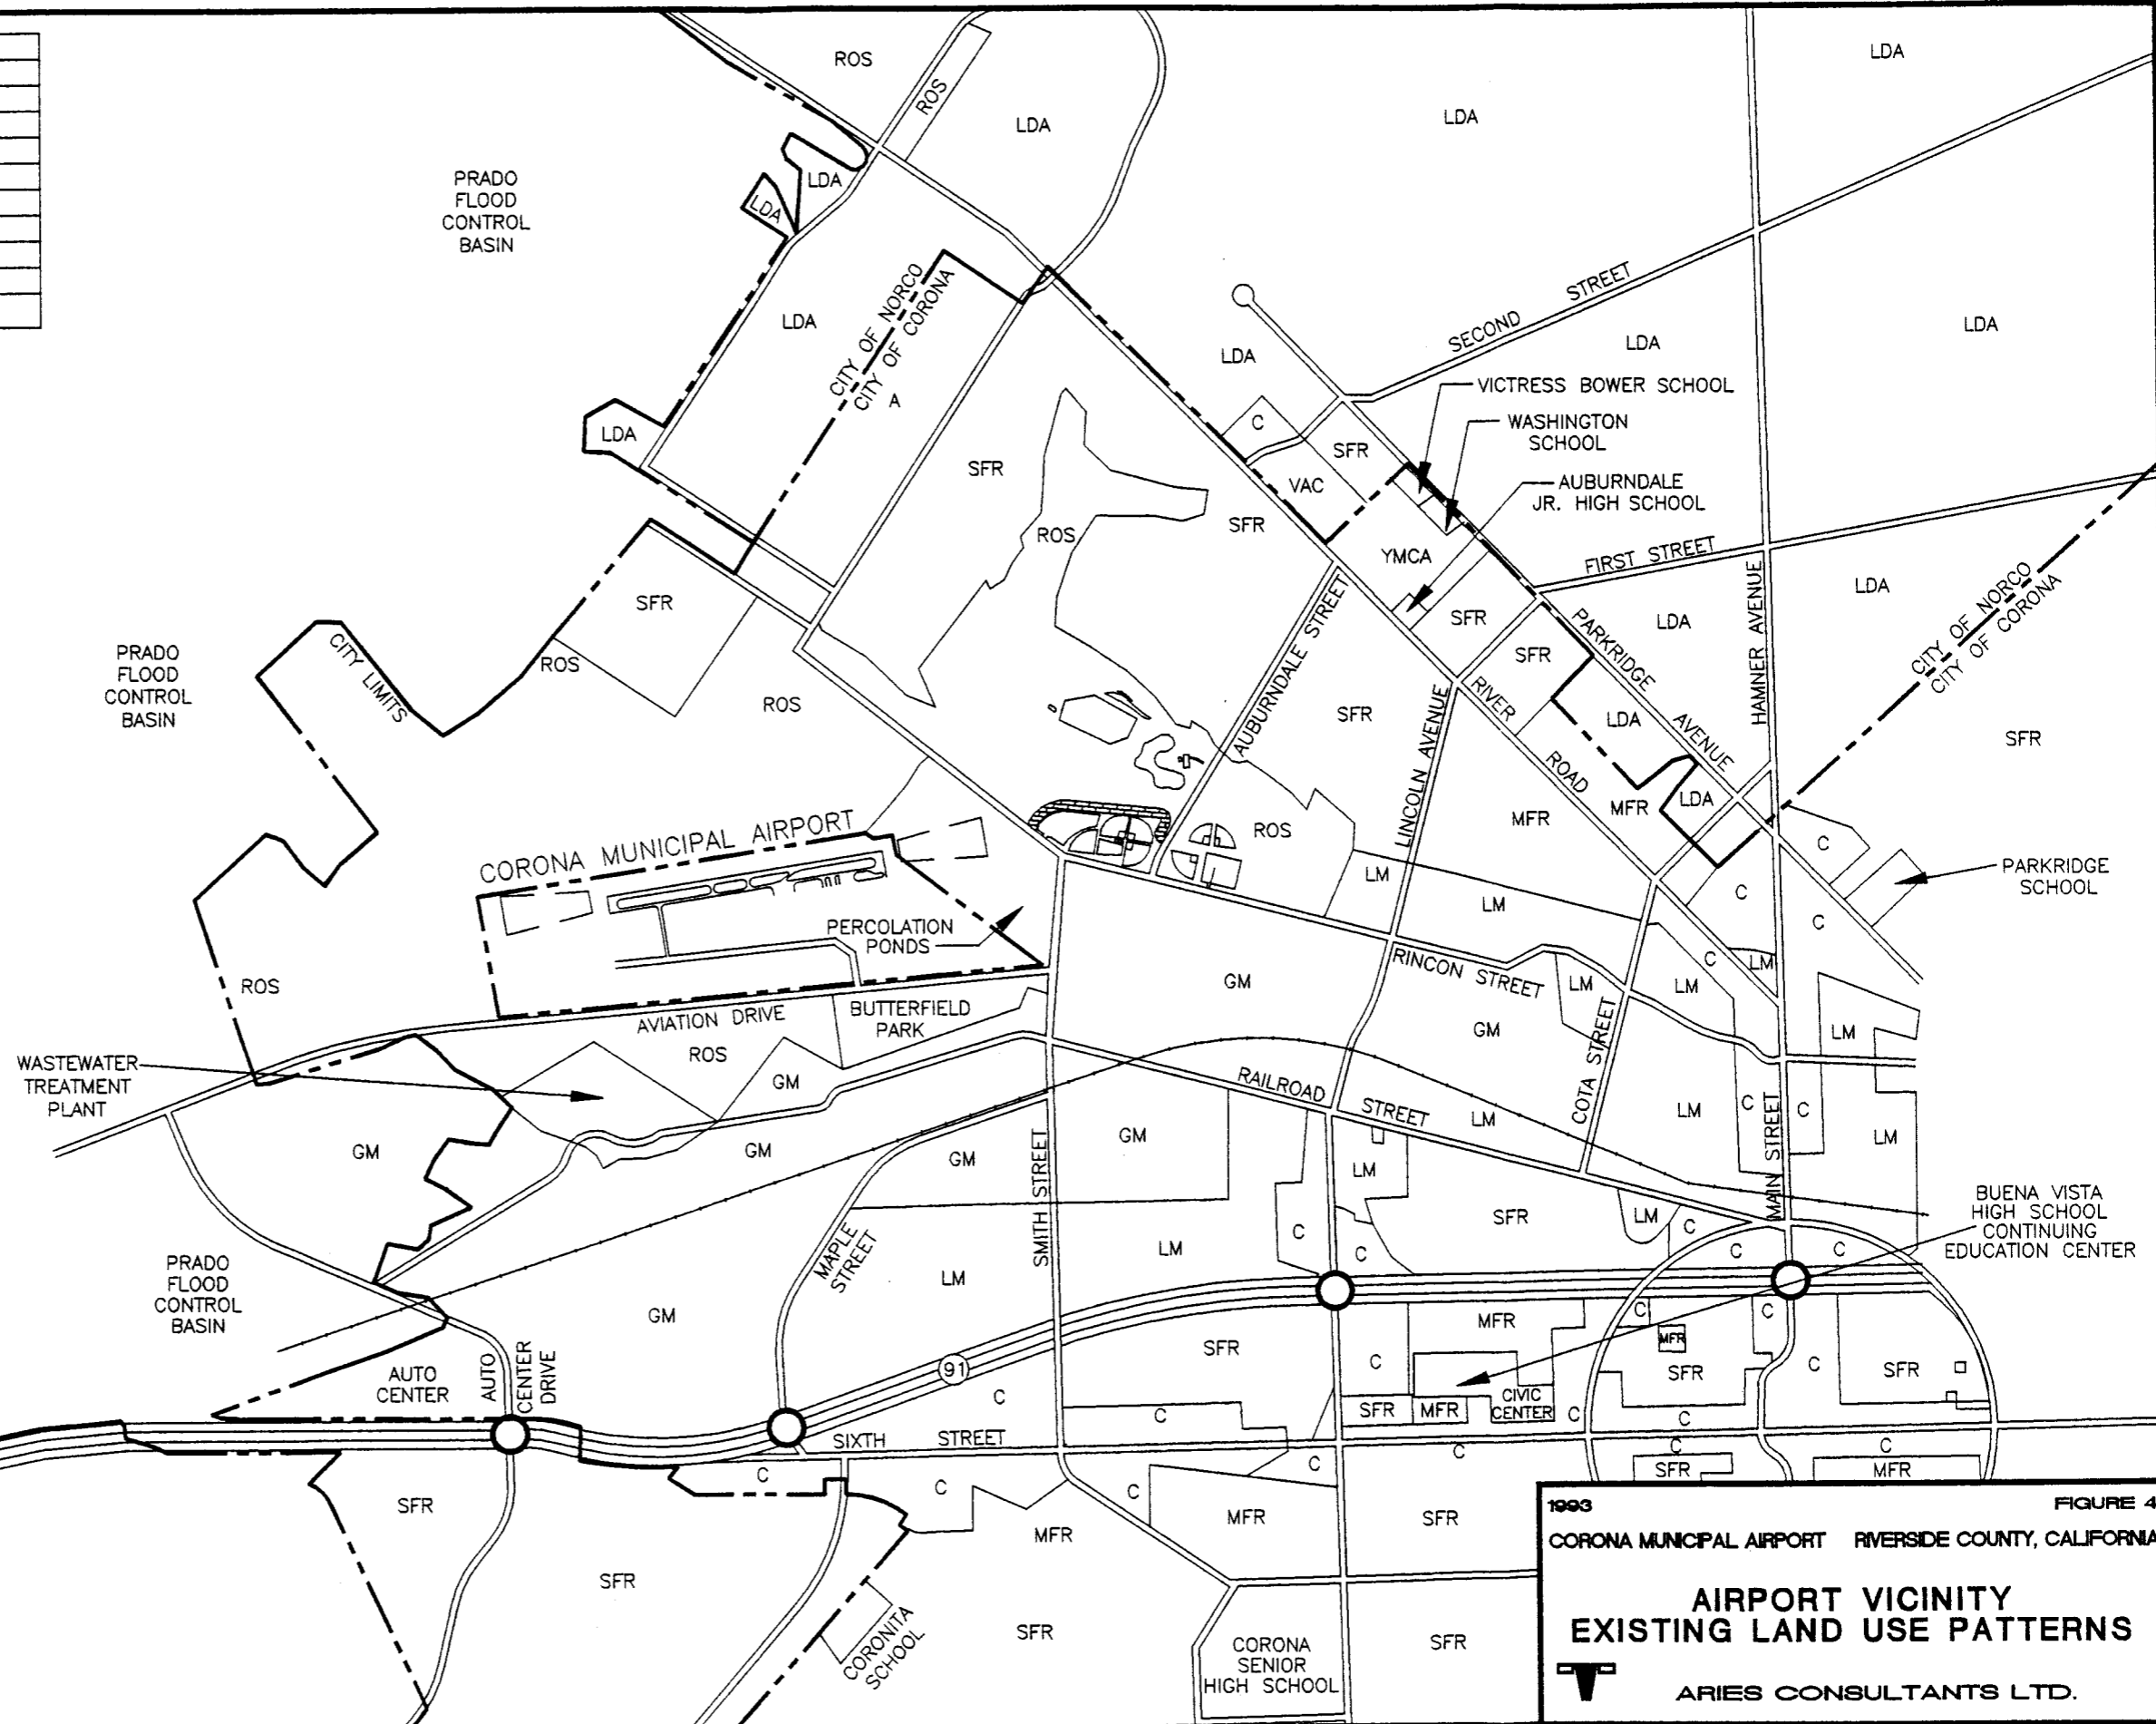 ROS
LDA
ROS
LDA
LDA
PRADO
FLOOD
CONTROL
BASIN
LDA
LDA
CITY OF NORCO
CITY OF CORONA
A
LDA
LDA
SECOND STREET
LDA
LDA
LDA
VICTRESS BOWER SCHOOL
WASHINGTON
SCHOOL
AUBURNDALE
JR. HIGH SCHOOL
C
SFR
VAC
LDA
SFR
ROS
SFR
YMCA
FIRST STREET
HAMNER AVENUE
LDA
CITY OF NORCO
CITY OF CORONA
SFR
SFR
LDA
SFR
PARKRIDGE AVENUE
AUBURNDALE STREET
PRADO
FLOOD
CONTROL
BASIN
CITY LIMITS
ROS
ROS
SFR
LINCOLN AVENUE
RIVER ROAD
LDA
SFR
CORONA MUNICIPAL AIRPORT
ROS
MFR
MFR
LDA
C
PARKRIDGE
SCHOOL
LM
LM
C
C
PERCOLATION
PONDS
ROS
GM
RINCON STREET
LM
LM
C
LM
AVIATION DRIVE
BUTTERFIELD
PARK
ROS
GM
COTA STREET
LM
WASTEWATER
TREATMENT
PLANT
GM
RAILROAD STREET
LM
LM
C
C
MAIN STREET
LM
GM
GM
GM
SMITH STREET
GM
LM
SFR
LM
C
BUENA VISTA
HIGH SCHOOL
CONTINUING
EDUCATION CENTER
MAPLE
STREET
LM
LM
C
C
C
C
PRADO
FLOOD
CONTROL
BASIN
GM
91
AUTO
CENTER
AUTO
CENTER
DRIVE
SFR
MFR
C
MFR
C
C
C
SFR
C
SFR
C
SFR
MFR
CIVIC
CENTER
C
C
C
SIXTH STREET
C
C
C
C
SFR
MFR
C
C
C
SFR
MFR
MFR
SFR
SFR
CORONITA
SCHOOL
SFR
CORONA
SENIOR
HIGH SCHOOL
SFR
1993
FIGURE 4
CORONA MUNICIPAL AIRPORT RIVERSIDE COUNTY, CALIFORNIA
AIRPORT VICINITY
EXISTING LAND USE PATTERNS
ARIES CONSULTANTS LTD.